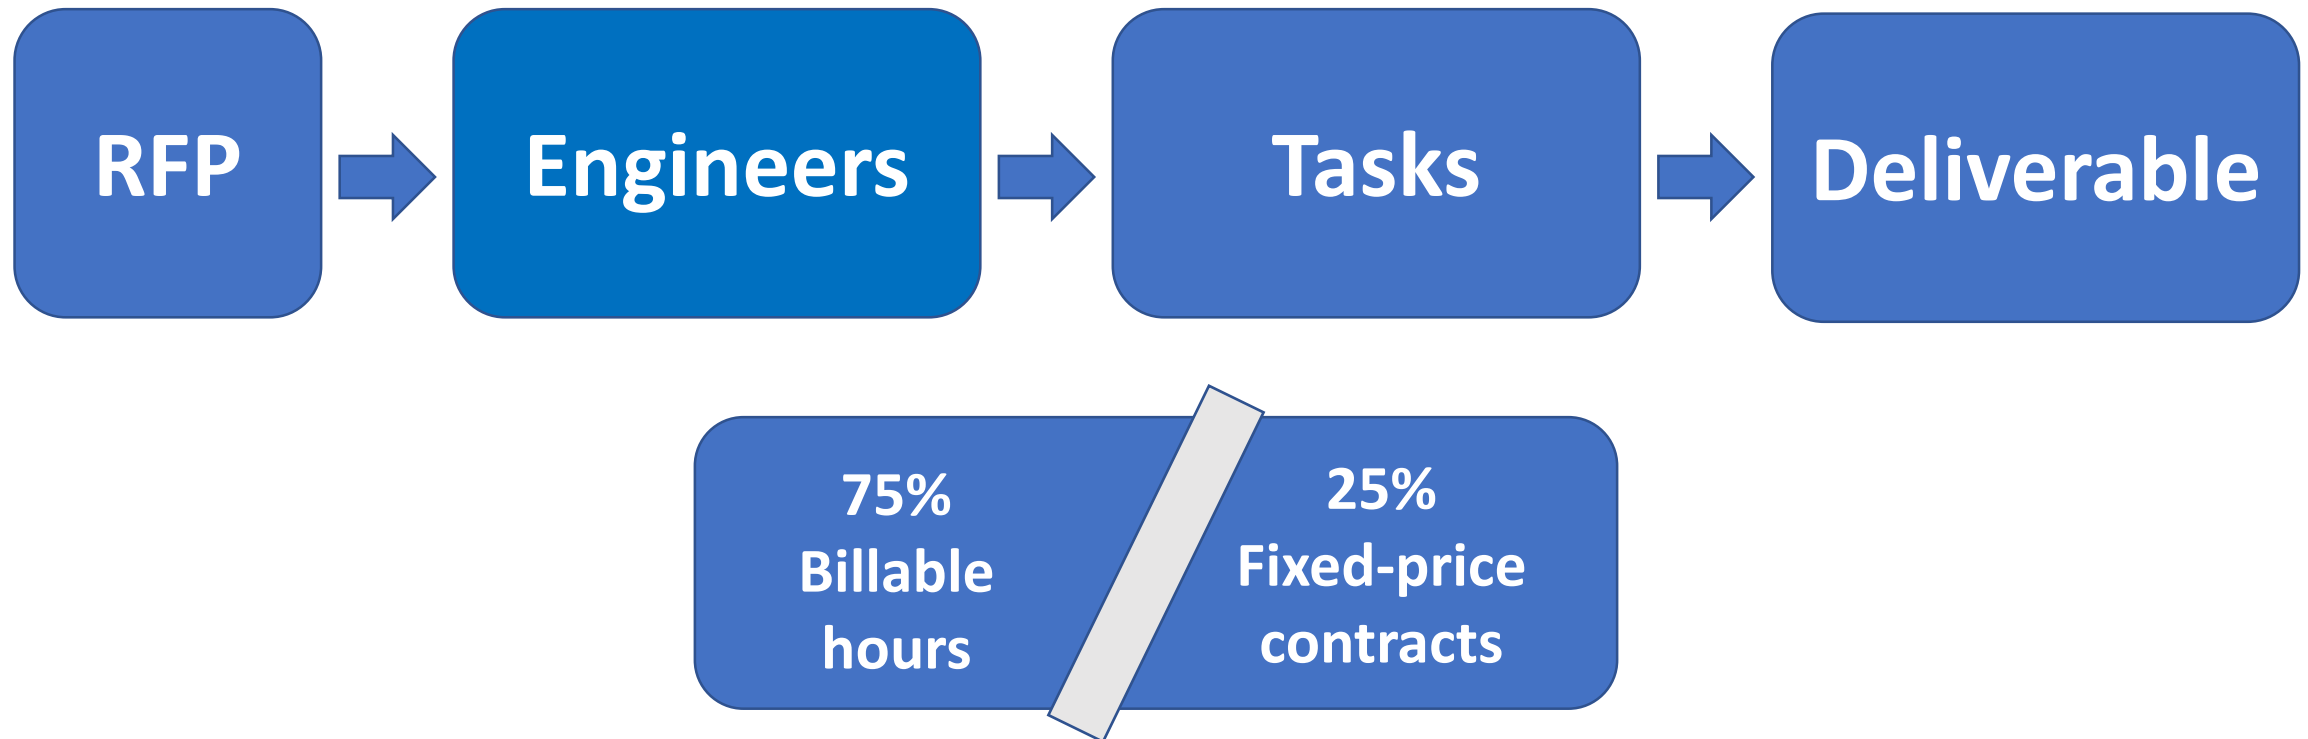 RFP
Engineers
Tasks
Deliverable
75%
Billable
hours
25%
Fixed-price
contracts